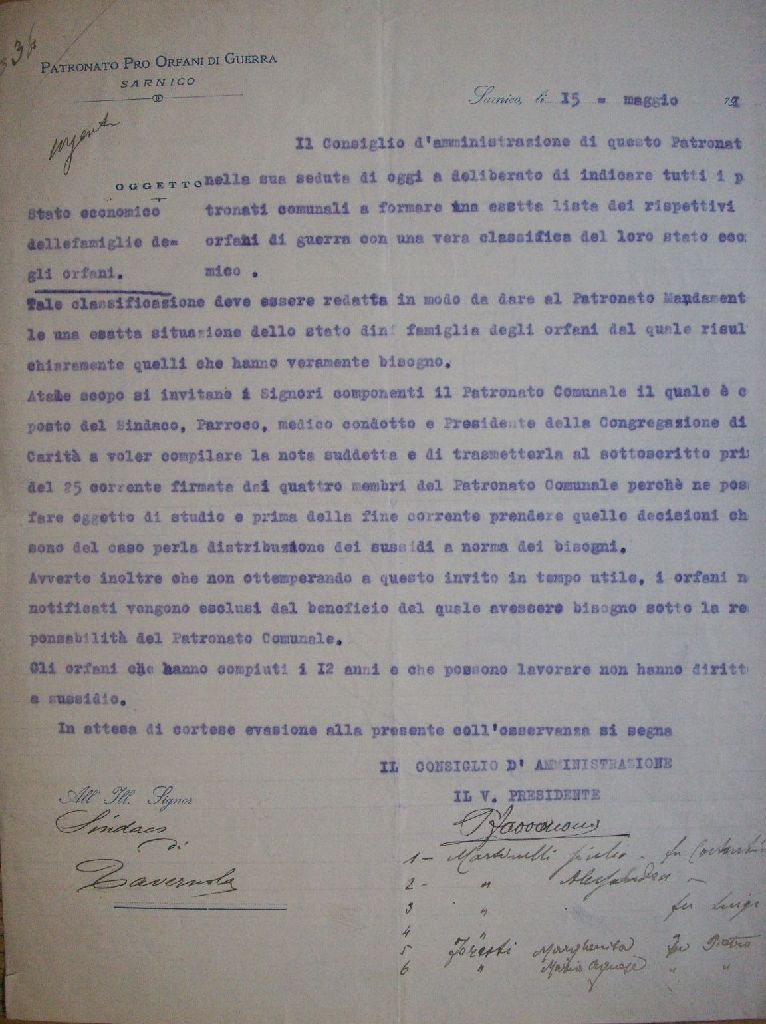 PATRONATO PRO ORFANI DI GUERRA
SARNICO
Sarnico, di 15 = maggio 191
urgente
Il Consiglio d'amministrazione di questo Patronat
OGGETTO nella sua seduta di oggi a deliberato di indicare tutti i p
Stato economico tronati comunali a formare una esatta lista dei rispettivi
dellefamiglie de= orfani di guerra con una vera classifica del loro stato eco
gli orfani. mico .
Tale classificazione deve essere redatta in modo da dare al Patronato Mandament
le una esatta situazione dello stato di famiglia degli orfani dal quale risul
chiaramente quelli che hanno veramente bisogno.
Atale scopo si invitano i Signori componenti il Patronato Comunale il quale è c
posto del Sindaco, Parroco, medico condotto e Presidente della Congregazione di
Carità a voler compilare la nota suddetta e di trasmetterla al sottoscritto pri
del 25 corrente firmata dai quattro membri del Patronato Comunale perchè ne pos
fare oggetto di studio e prima della fine corrente prendere quelle decisioni ch
sono del caso perla distribuzione dei sussidi a norma dei bisogni.
Avverto inoltre che non ottemperando a questo invito in tempo utile, i orfani n
notificati vengono esclusi dal beneficio del quale avessero bisogno sotto la re
ponsabilità del Patronato Comunale.
Gli orfani che hanno compiuti i 12 anni e che possono lavorare non hanno diritt
a sussidio.
In attesa di cortese evasione alla presente coll'osservanza si segna
IL CONSIGLIO D' AMMINISTRAZIONE
IL V. PRESIDENTE
All' Ill. Signor
Sindaco
di
Tavernola
1 - Martinelli pietro - fu
2 - " Alessandro -
3 " fu Luigi
4 "
5 Foresti Margherita fu Pietro
6 " Maria Agnese " "